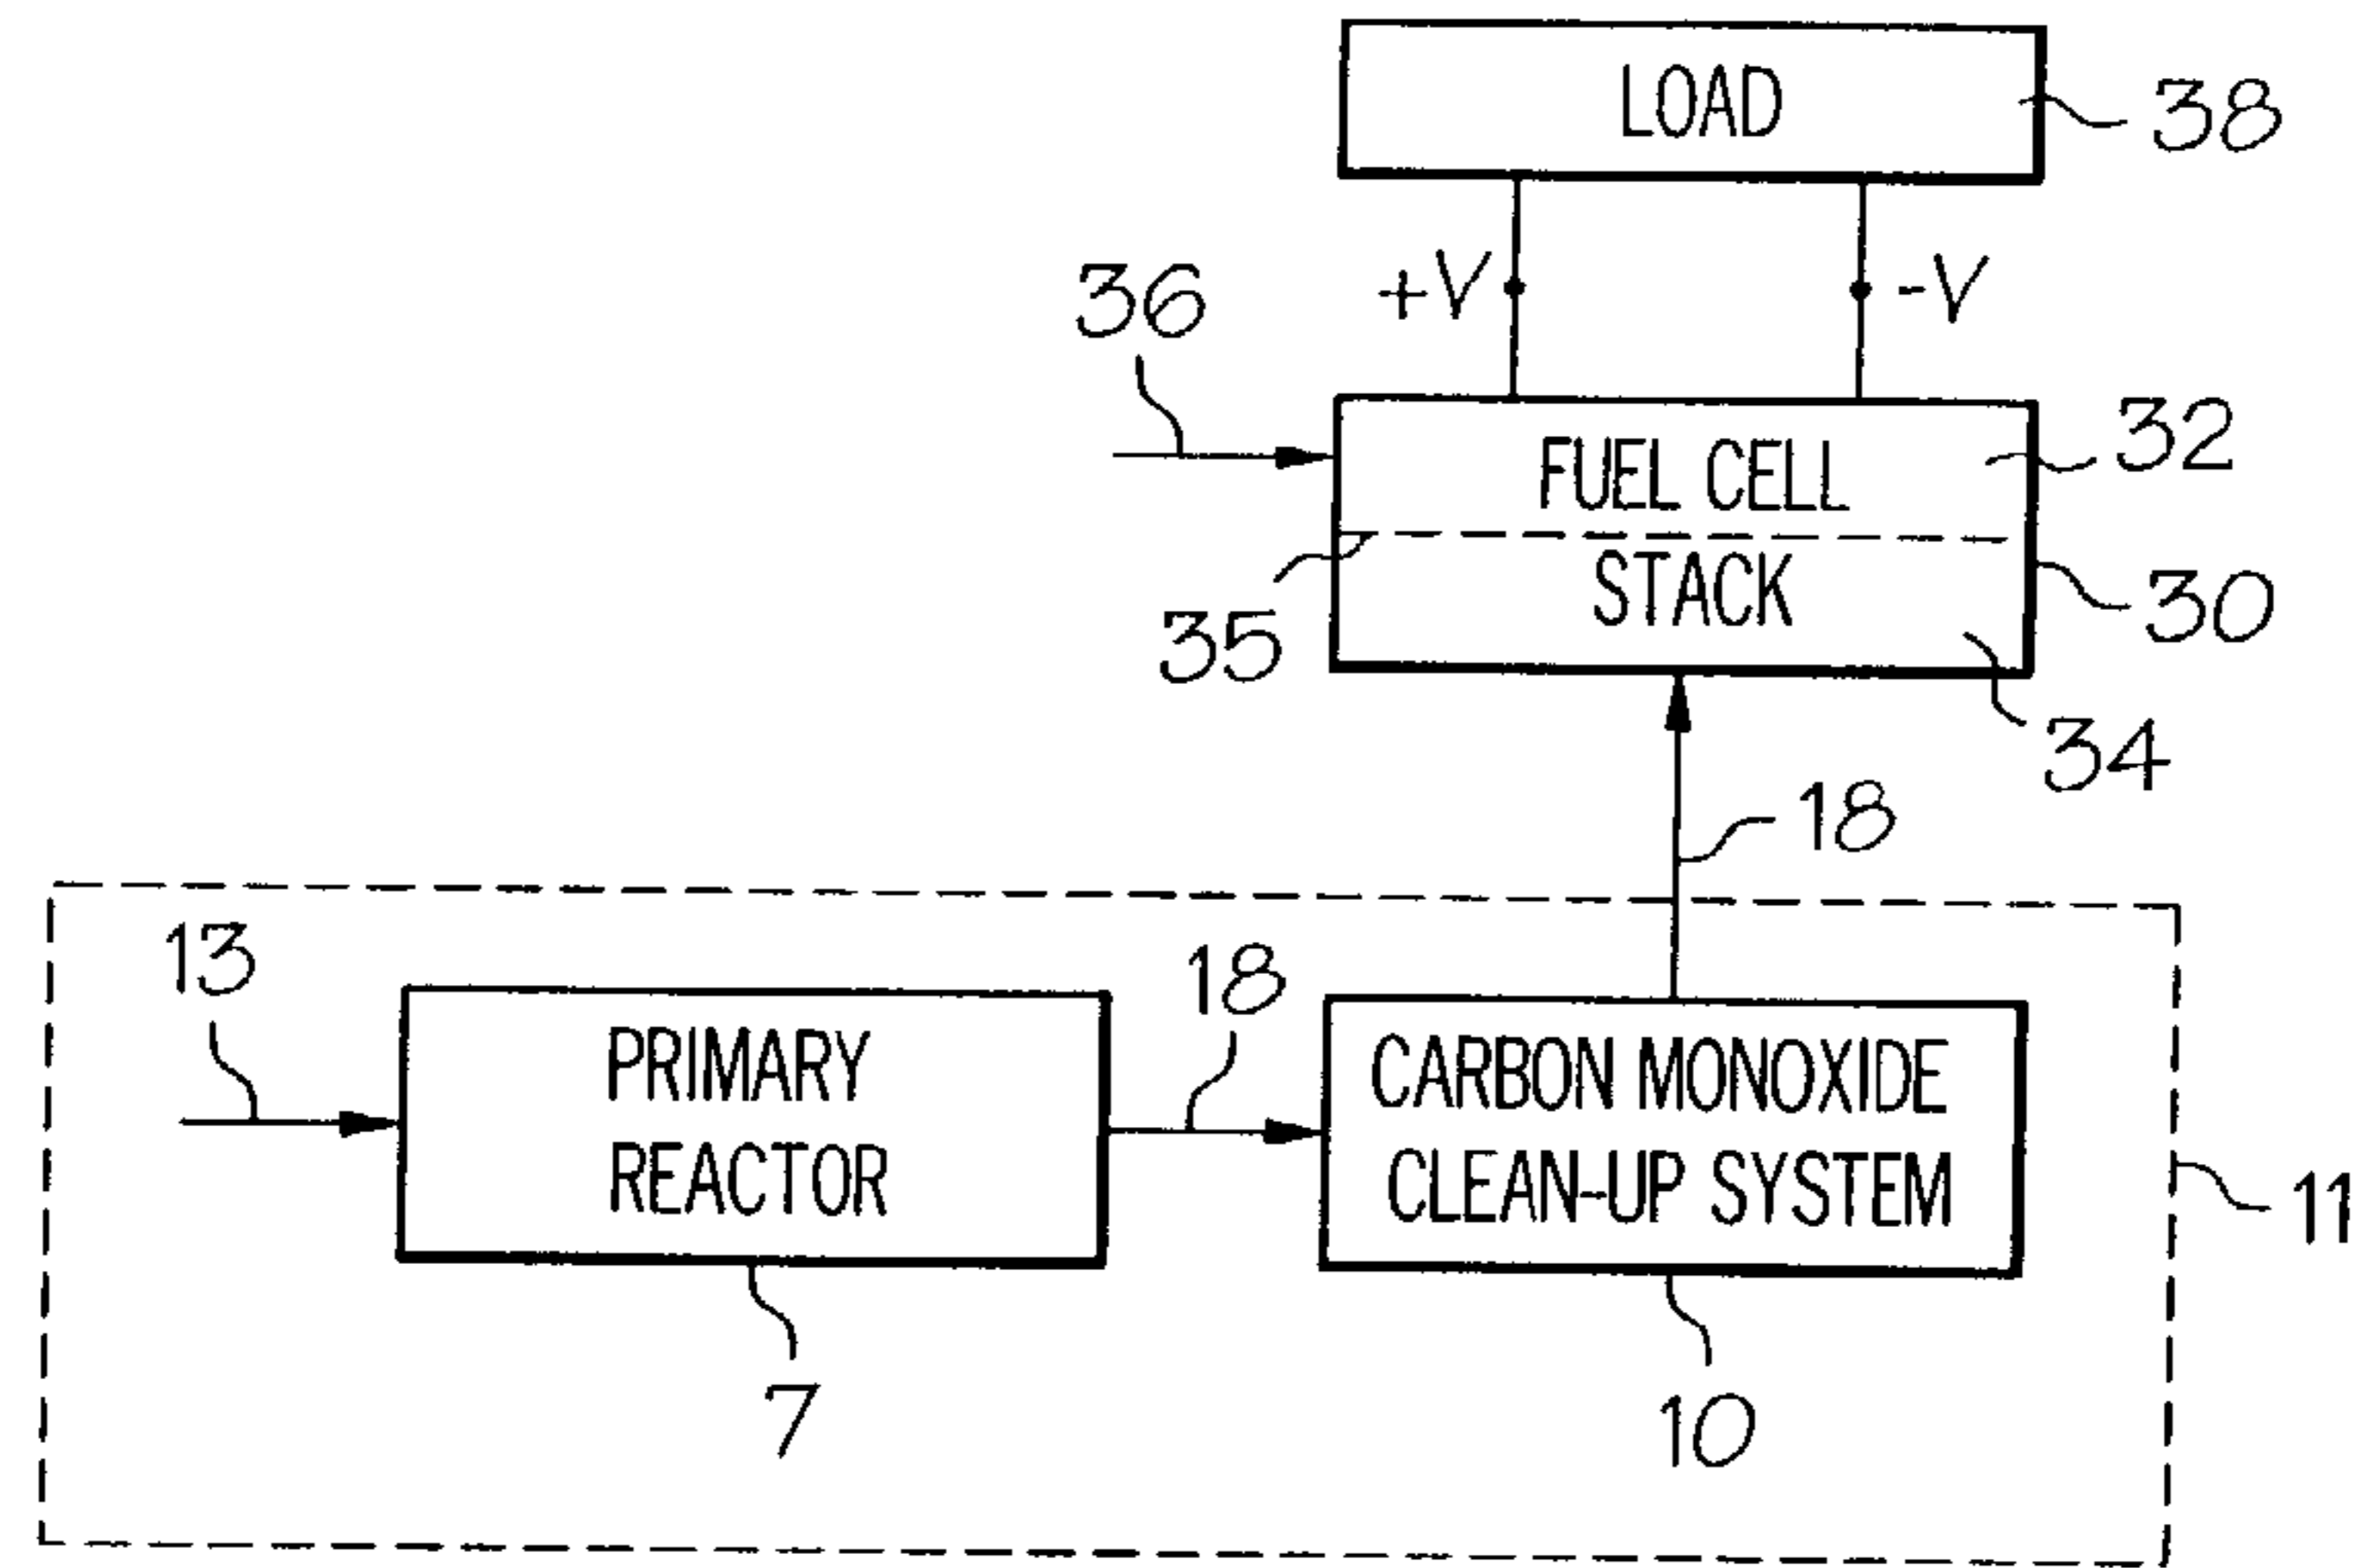 LOAD
38
36
+V
-V
FUEL CELL
32
STACK
35
30
34
18
13
18
PRIMARY
REACTOR
CARBON MONOXIDE
CLEAN-UP SYSTEM
11
7
10